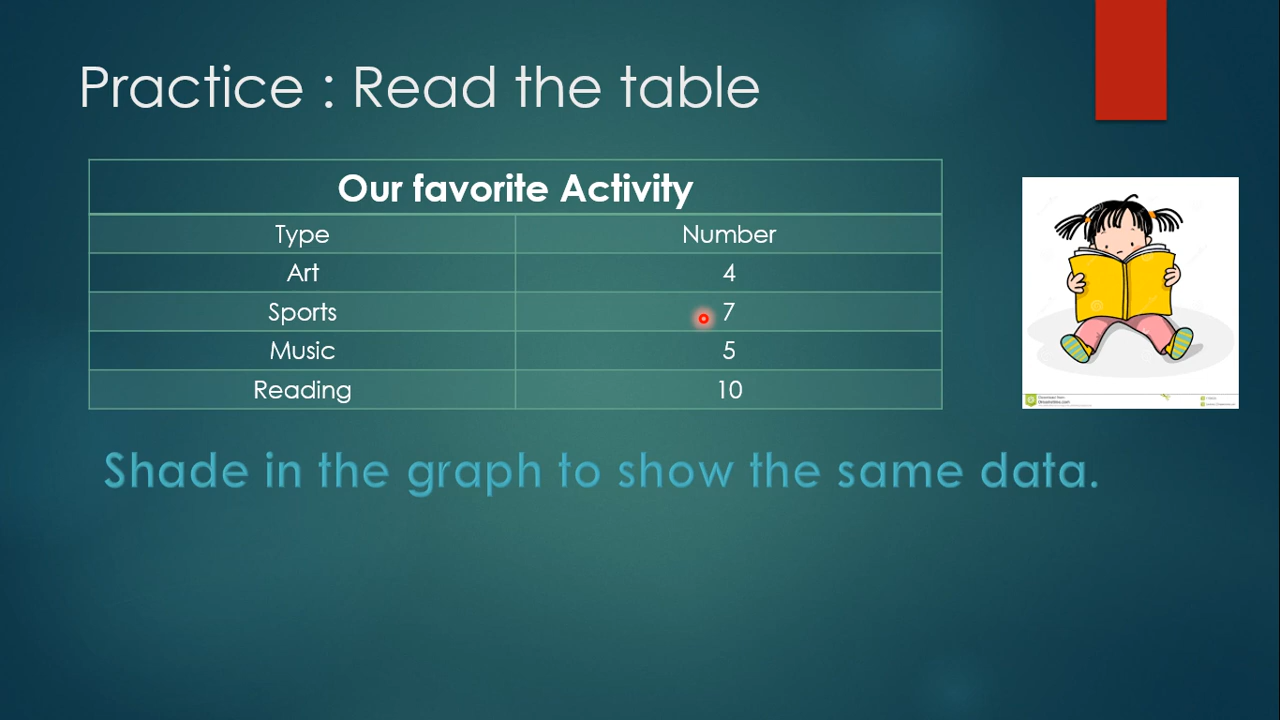 Practice : Read the table
Our favorite Activity
Type Number
Art 4
Sports 7
Music 5
Reading 10
Shade in the graph to show the same data.